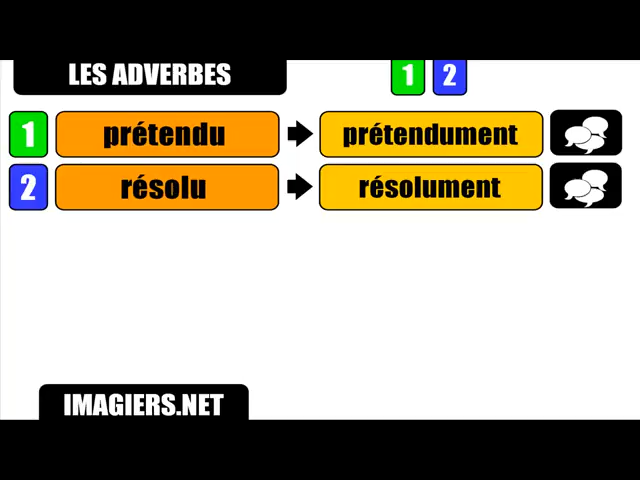 LES ADVERBES 1 2
1 prétendu prétendument
2 résolu résolument
IMAGIERS.NET